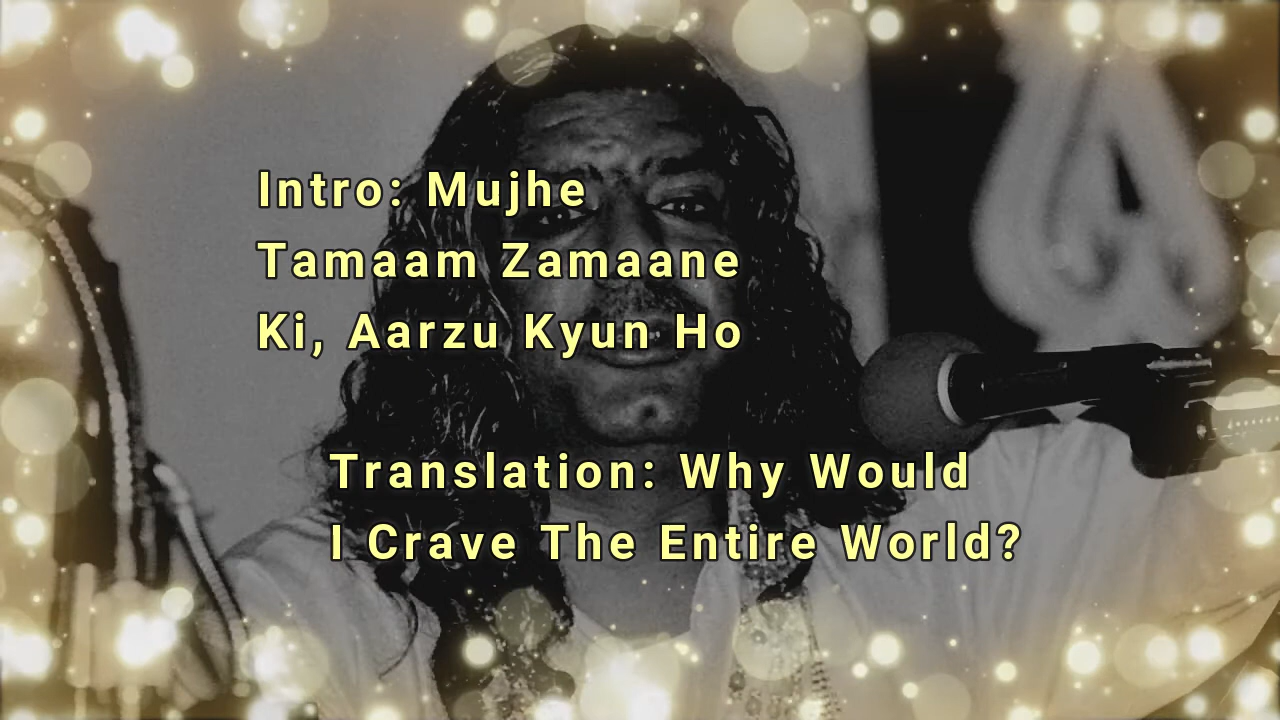 Intro: Mujhe
Tamaam Zamaane
Ki, Aarzu Kyun Ho
Translation: Why Would
I Crave The Entire World?